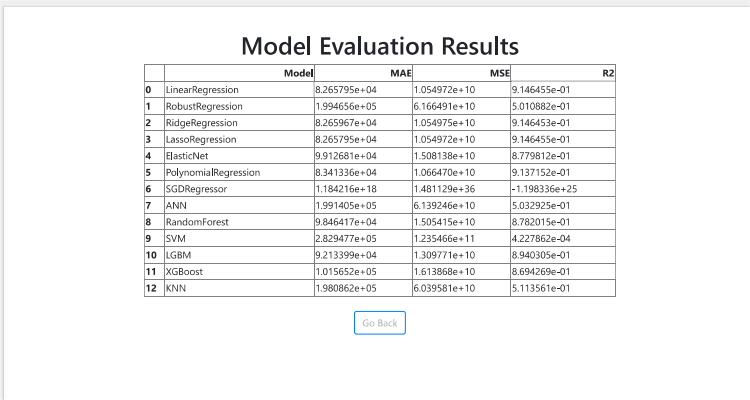 Model Evaluation Results
Model MAE MSE R2
0 LinearRegression 8.265795e+04 1.054972e+10 9.146455e-01
1 RobustRegression 1.994656e+05 6.166491e+10 5.010882e-01
2 RidgeRegression 8.265967e+04 1.054975e+10 9.146453e-01
3 LassoRegression 8.265795e+04 1.054972e+10 9.146455e-01
4 ElasticNet 9.912681e+04 1.508138e+10 8.779812e-01
5 PolynomialRegression 8.341336e+04 1.066470e+10 9.137152e-01
6 SGDRegressor 1.184216e+18 1.481129e+36 -1.198336e+25
7 ANN 1.991405e+05 6.139246e+10 5.032925e-01
8 RandomForest 9.846417e+04 1.505415e+10 8.782015e-01
9 SVM 2.829477e+05 1.235466e+11 4.227862e-04
10 LGBM 9.213399e+04 1.309771e+10 8.940305e-01
11 XGBoost 1.015652e+05 1.613868e+10 8.694269e-01
12 KNN 1.980862e+05 6.039581e+10 5.113561e-01
Go Back